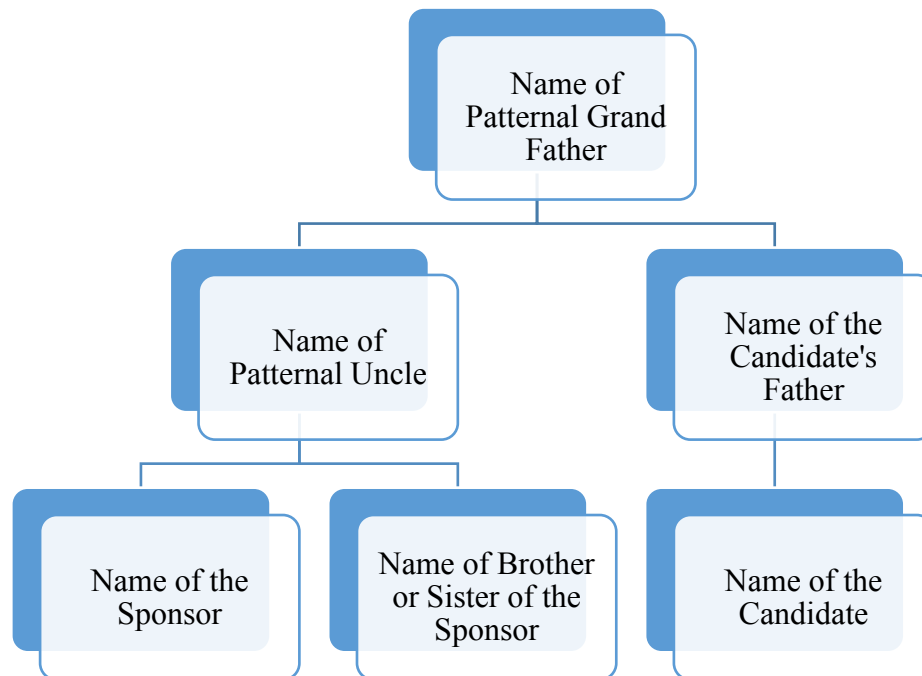 Name of
Patternal Grand
Father
Name of
Patternal Uncle
Name of the
Candidate's
Father
Name of the
Sponsor
Name of Brother
or Sister of the
Sponsor
Name of the
Candidate